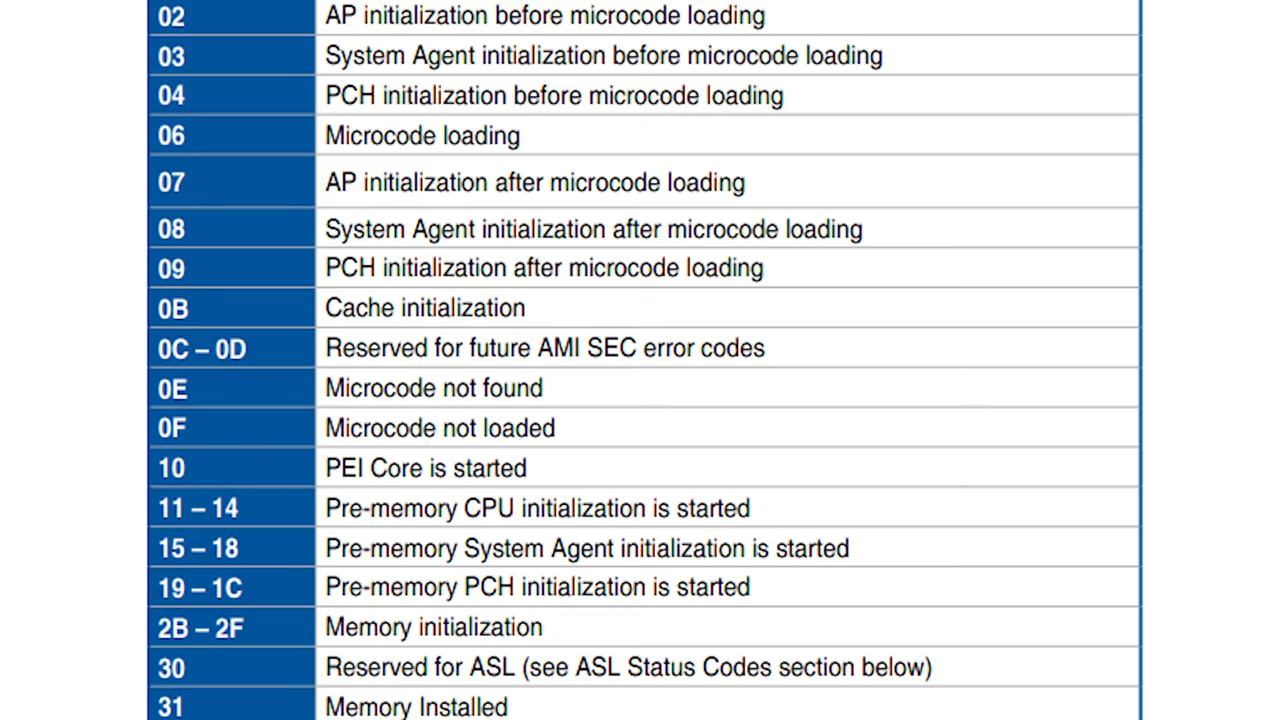 02 AP initialization before microcode loading
03 System Agent initialization before microcode loading
04 PCH initialization before microcode loading
06 Microcode loading
07 AP initialization after microcode loading
08 System Agent initialization after microcode loading
09 PCH initialization after microcode loading
0B Cache initialization
0C – 0D Reserved for future AMI SEC error codes
0E Microcode not found
0F Microcode not loaded
10 PEI Core is started
11 – 14 Pre-memory CPU initialization is started
15 – 18 Pre-memory System Agent initialization is started
19 – 1C Pre-memory PCH initialization is started
2B – 2F Memory initialization
30 Reserved for ASL (see ASL Status Codes section below)
31 Memory Installed